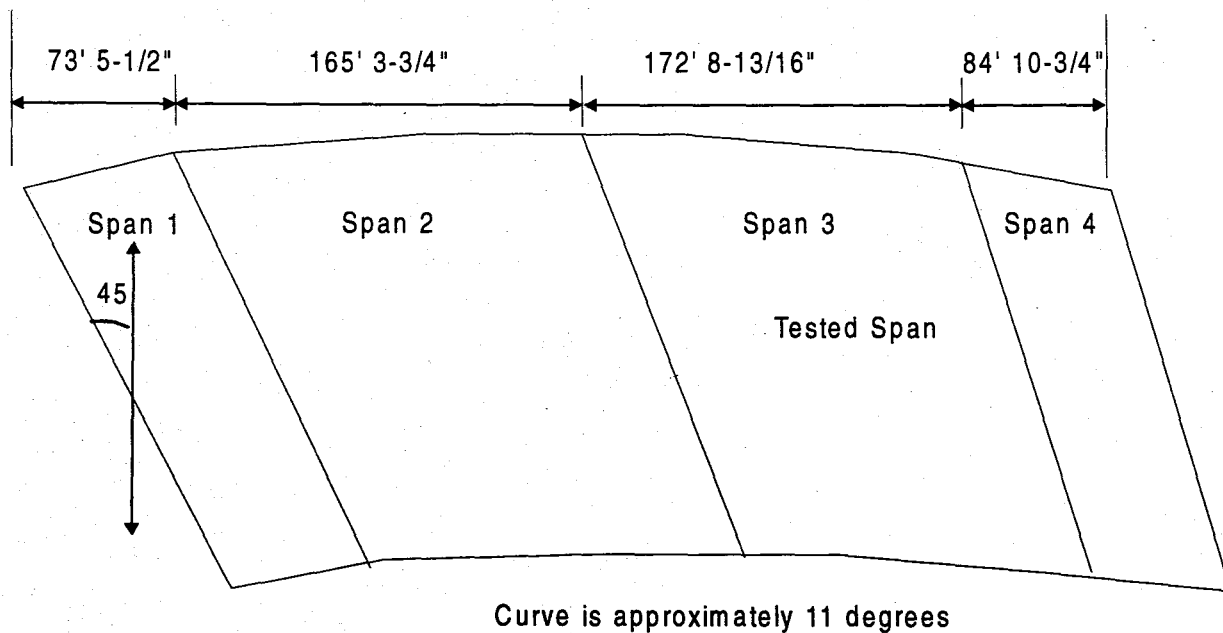 73' 5-1/2"
165' 3-3/4"
172' 8-13/16"
84' 10-3/4"
Span 1
Span 2
Span 3
Span 4
45
Tested Span
Curve is approximately 11 degrees